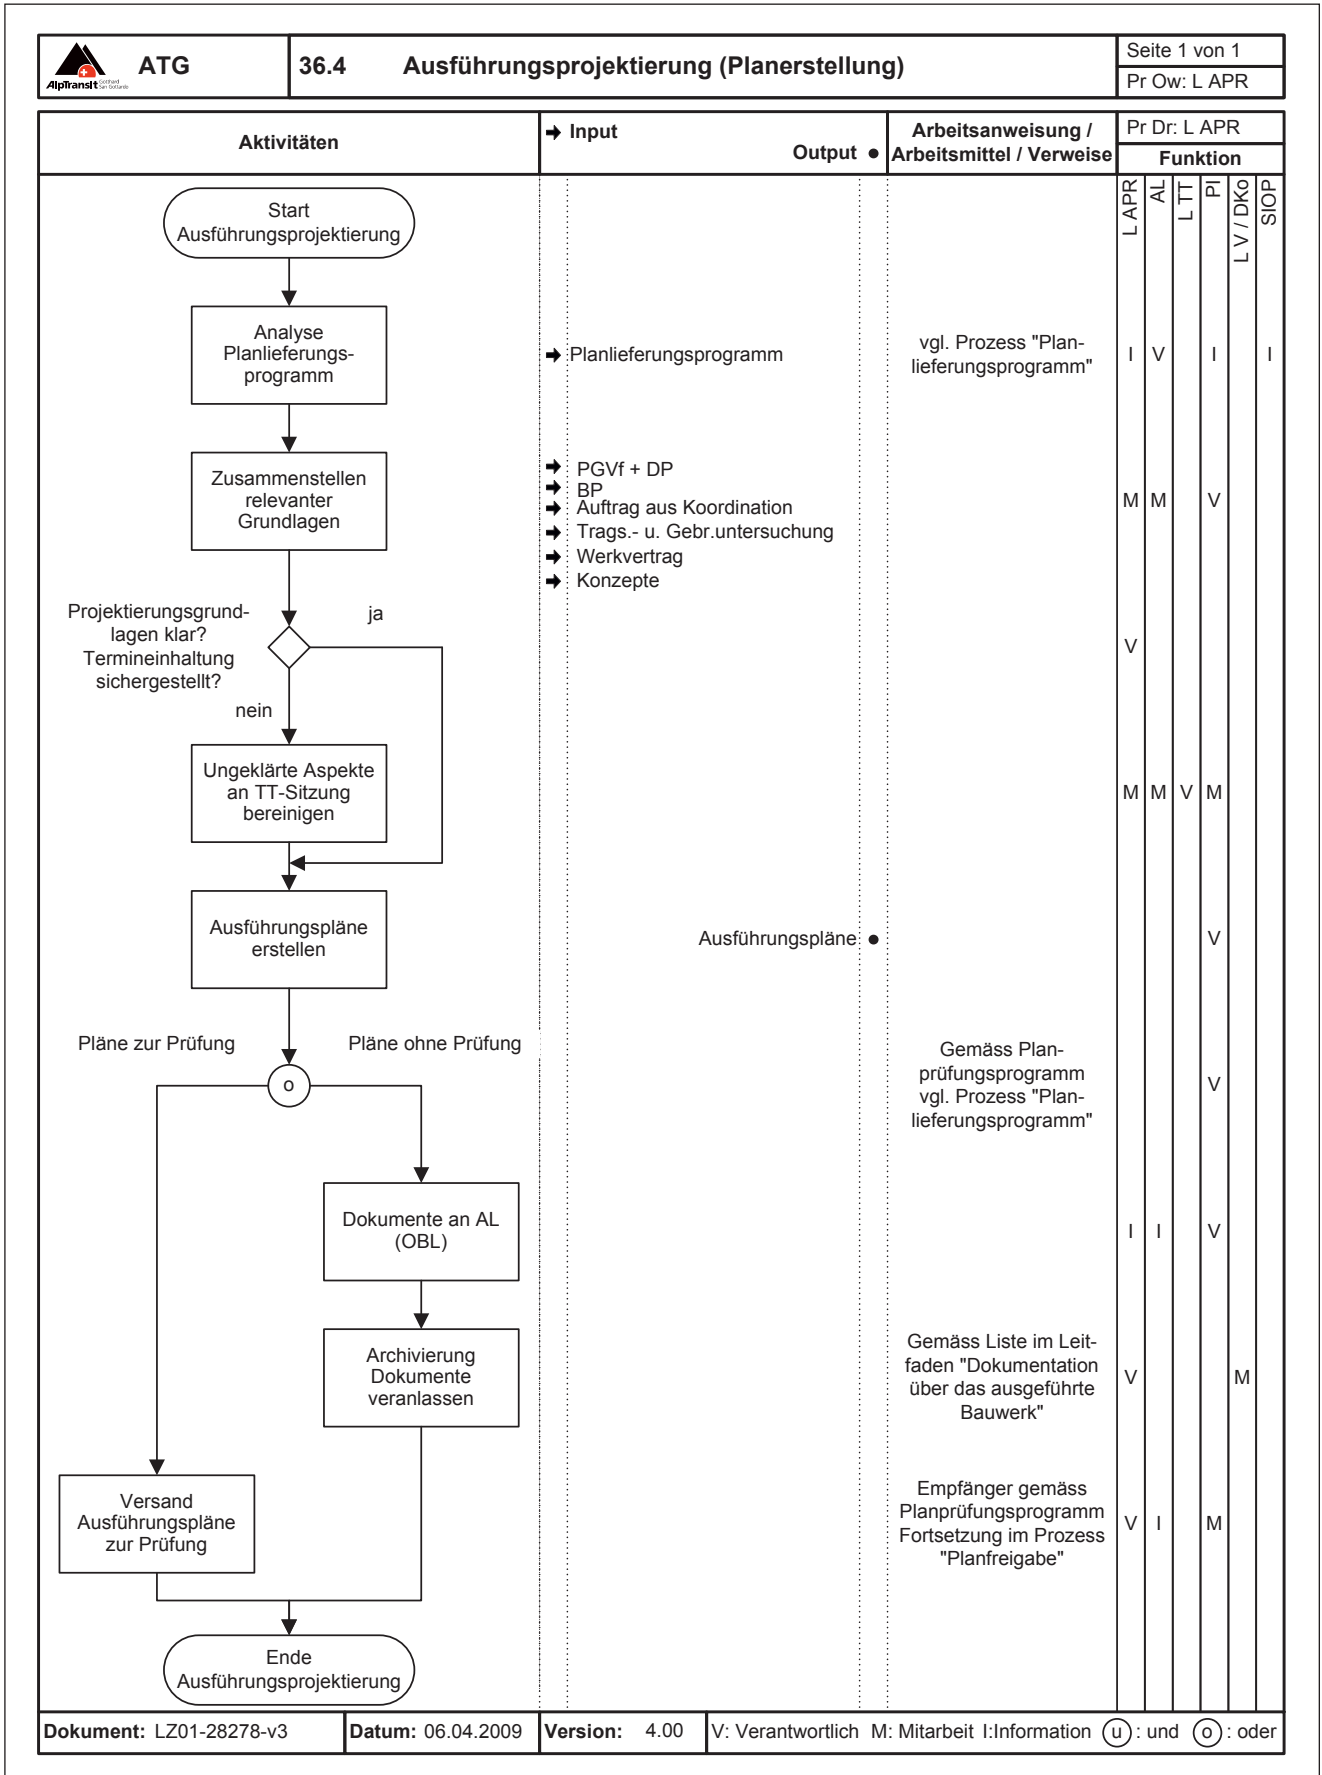 AlpTransit Gotthard
San Gottardo
ATG
36.4
Ausführungsprojektierung (Planerstellung)
Seite 1 von 1
Pr Ow: L APR
Aktivitäten
Input
Output
Arbeitsanweisung /
Arbeitsmittel / Verweise
Pr Dr: L APR
Funktion
L APR
AL
L TT
PI
L V / DKo
SIOP
Start
Ausführungsprojektierung
Analyse
Planlieferungs-
programm
Planlieferungsprogramm
vgl. Prozess "Plan-
lieferungsprogramm"
I V I I
Zusammenstellen
relevanter
Grundlagen
PGVf + DP
BP
Auftrag aus Koordination
Trags.- u. Gebr.untersuchung
Werkvertrag
Konzepte
M M V
Projektierungsgrund-
lagen klar?
Termineinhaltung
sichergestellt?
ja
nein
V
Ungeklärte Aspekte
an TT-Sitzung
bereinigen
M M V M
Ausführungspläne
erstellen
Ausführungspläne
V
Pläne zur Prüfung
Pläne ohne Prüfung
o
Gemäss Plan-
prüfungsprogramm
vgl. Prozess "Plan-
lieferungsprogramm"
V
Dokumente an AL
(OBL)
I I V
Archivierung
Dokumente
veranlassen
Gemäss Liste im Leit-
faden "Dokumentation
über das ausgeführte
Bauwerk"
V M
Versand
Ausführungspläne
zur Prüfung
Empfänger gemäss
Planprüfungsprogramm
Fortsetzung im Prozess
"Planfreigabe"
V I M
Ende
Ausführungsprojektierung
Dokument: LZ01-28278-v3
Datum: 06.04.2009
Version: 4.00
V: Verantwortlich M: Mitarbeit I:Information u : und o : oder